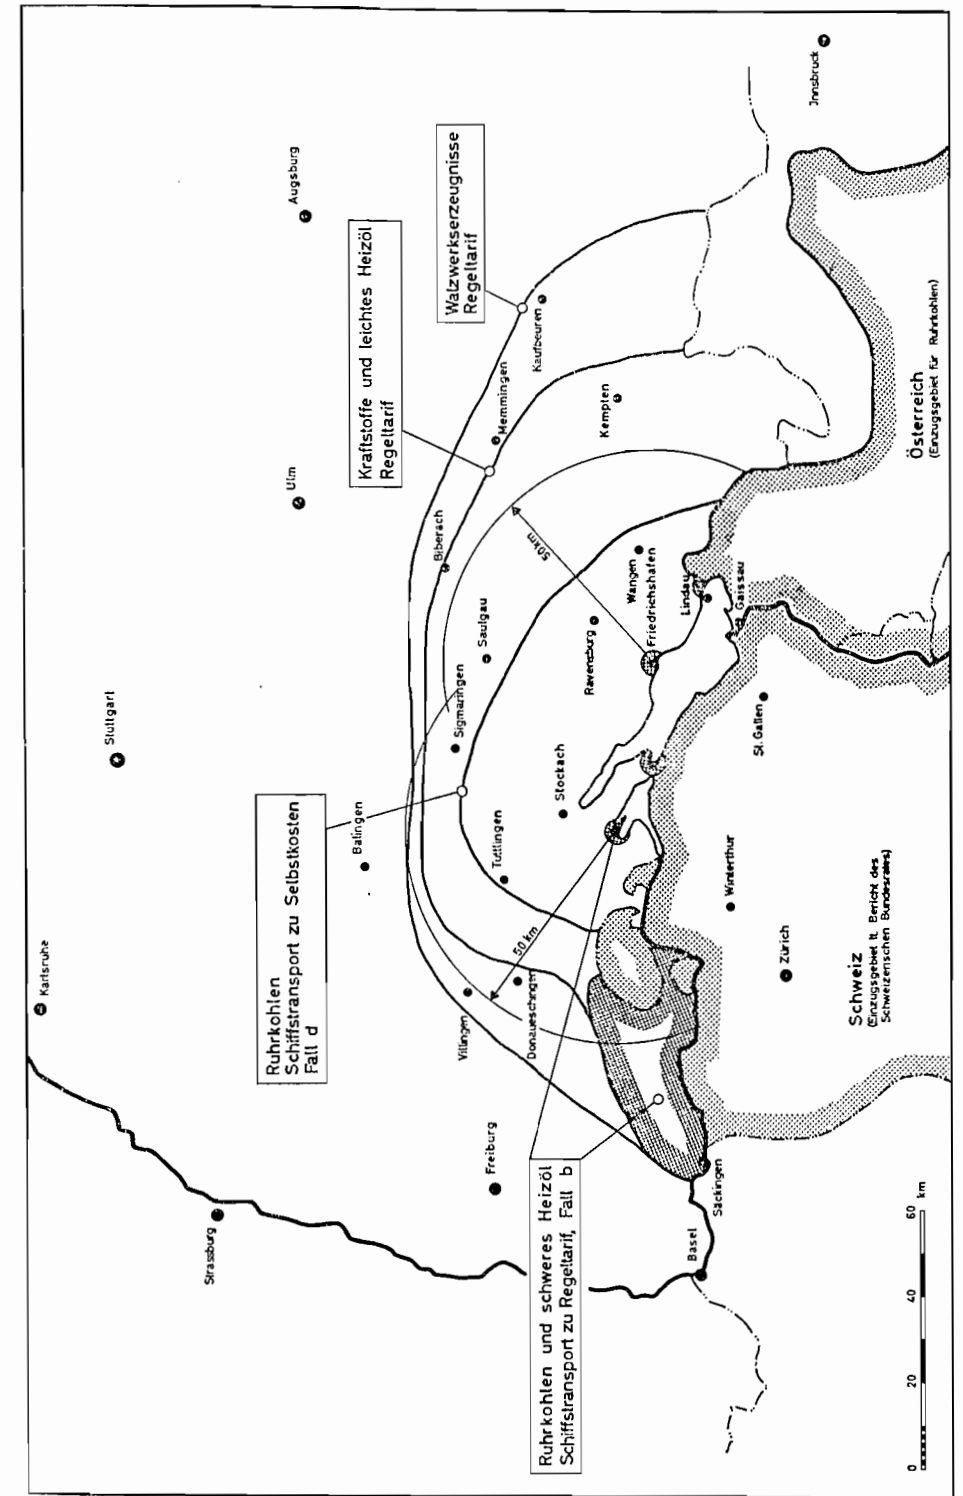 Karlsruhe
Stuttgart
Augsburg
Ulm
Strassburg
Balingen
Innsbruck
Ruhrkohlen
Schiffstransport zu Selbstkosten
Fall d
Kraftstoffe und leichtes Heizöl
Regeltarif
Walzwerkserzeugnisse
Regeltarif
Freiburg
Villingen
Donaueschingen
Tuttlingen
Sigmaringen
Saulgau
Biberach
Memmingen
Kaufbeuren
Kempten
50 km
50km
Stockach
Ravensburg
Wangen
Friedrichshafen
Lindau
Gaissau
Ruhrkohlen und schweres Heizöl
Schiffstransport zu Regeltarif, Fall b
Basel
Säckingen
Winterthur
Zürich
St.Gallen
Schweiz
(Einzugsgebiet lt. Bericht des
Schweizerischen Bundesrates)
Österreich
(Einzugsgebiet für Ruhrkohlen)
0 20 40 60 km